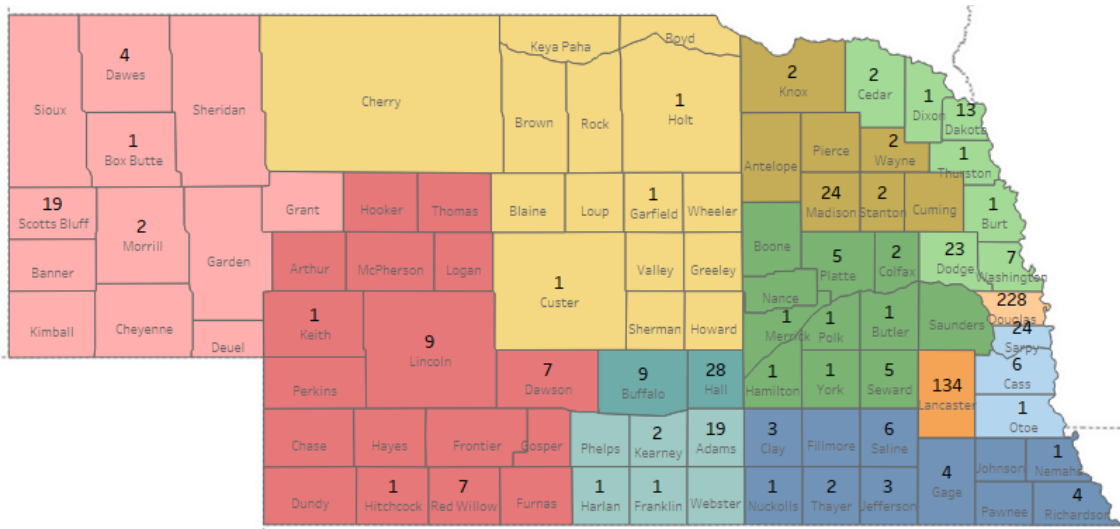 Sioux
4
Dawes
Sheridan
1
Box Butte
19
Scotts Bluff
2
Morrill
Garden
Banner
Kimball
Cheyenne
Deuel
Cherry
Keya Paha
Boyd
Brown
Rock
1
Holt
Grant
Hooker
Thomas
Blaine
Loup
1
Garfield
Wheeler
Arthur
McPherson
Logan
1
Custer
Valley
Greeley
Sherman
Howard
1
Keith
9
Lincoln
Perkins
7
Dawson
9
Buffalo
28
Hall
Chase
Hayes
Frontier
Gosper
Dundy
1
Hitchcock
7
Red Willow
Furnas
Phelps
2
Kearney
19
Adams
1
Harlan
1
Franklin
Webster
2
Knox
2
Cedar
1
Dixon
13
Dakota
Antelope
Pierce
2
Wayne
1
Thurston
24
Madison
2
Stanton
Cuming
1
Burt
Boone
5
Platte
2
Colfax
23
Dodge
7
Washington
Nance
1
Merrick
1
Polk
1
Butler
Saunders
228
Douglas
24
Sarpy
1
Hamilton
1
York
5
Seward
134
Lancaster
6
Cass
1
Otoe
3
Clay
Fillmore
6
Saline
4
Gage
Johnson
1
Nemaha
1
Nuckolls
2
Thayer
3
Jefferson
Pawnee
4
Richardson